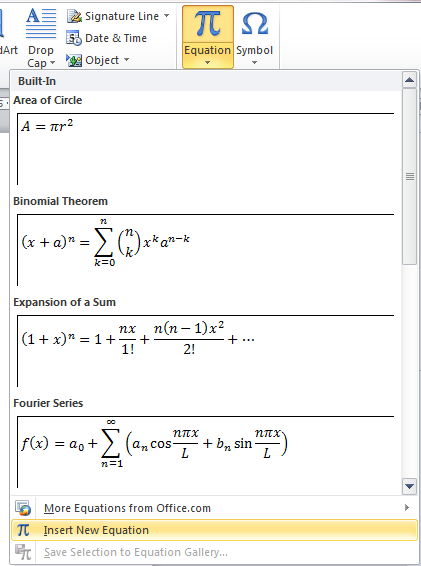 Signature Line
dArt Drop Cap
Date & Time
Object
Equation Symbol
Built-In
Area of Circle
A = πr²
Binomial Theorem
(x + a)ⁿ = ∑ₖ₌₀ⁿ (n k) xᵏaⁿ⁻ᵏ
Expansion of a Sum
(1 + x)ⁿ = 1 + nx/1! + n(n − 1)x²/2! + ⋯
Fourier Series
f(x) = a₀ + ∑ₙ₌₁^∞ (aₙ cos nπx/L + bₙ sin nπx/L)
More Equations from Office.com
Insert New Equation
Save Selection to Equation Gallery...